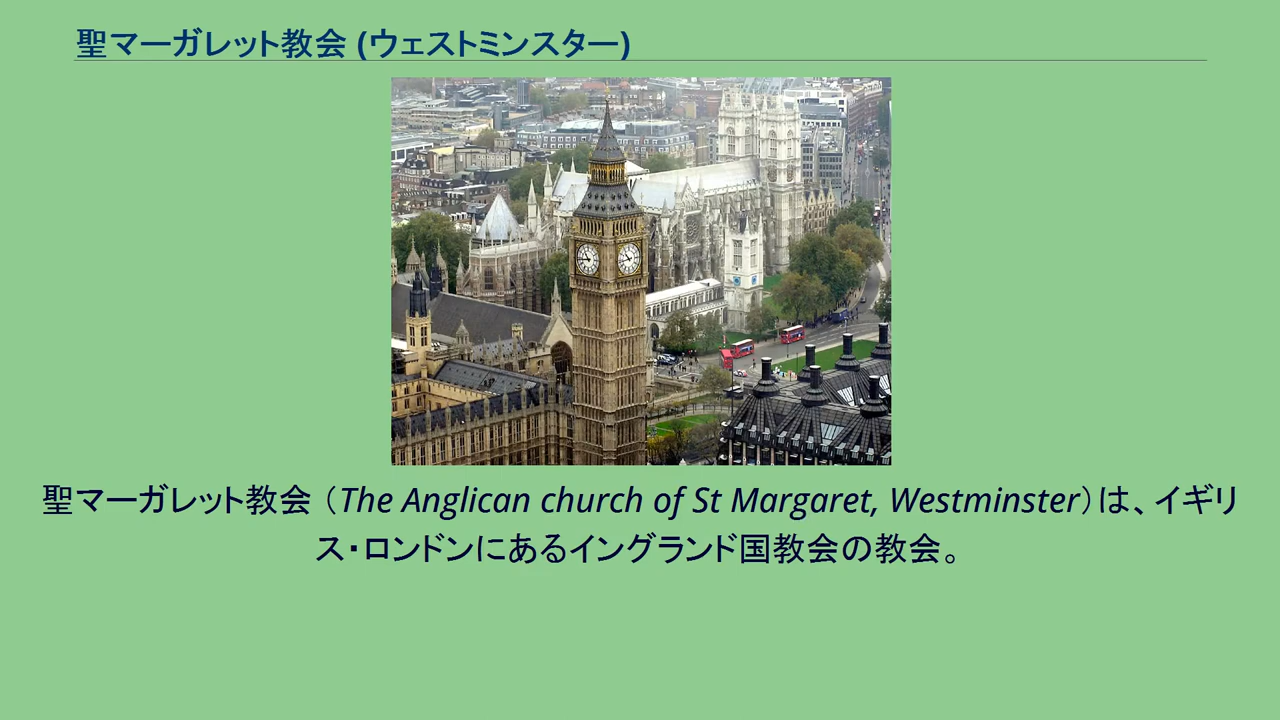 聖マーガレット教会 (ウェストミンスター)
聖マーガレット教会（The Anglican church of St Margaret, Westminster）は、イギリ
ス・ロンドンにあるイングランド国教会の教会。